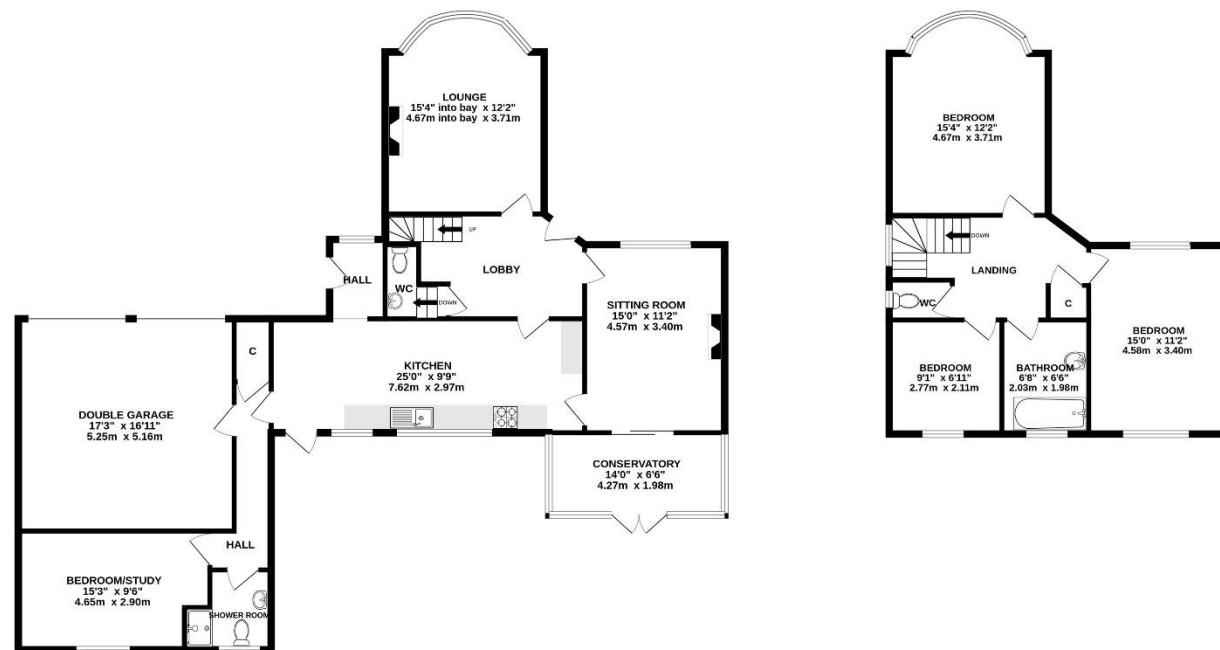 LOUNGE
15'4" into bay x 12'2"
4.67m into bay x 3.71m
UP
LOBBY
HALL
WC
DOWN
SITTING ROOM
15'0" x 11'2"
4.57m x 3.40m
C
KITCHEN
25'0" x 9'9"
7.62m x 2.97m
DOUBLE GARAGE
17'3" x 16'11"
5.25m x 5.16m
CONSERVATORY
14'0" x 6'6"
4.27m x 1.98m
HALL
BEDROOM/STUDY
15'3" x 9'6"
4.65m x 2.90m
SHOWER ROOM
BEDROOM
15'4" x 12'2"
4.67m x 3.71m
DOWN
LANDING
WC
C
BEDROOM
15'0" x 11'2"
4.58m x 3.40m
BEDROOM
9'1" x 6'11"
2.77m x 2.11m
BATHROOM
6'8" x 6'6"
2.03m x 1.98m